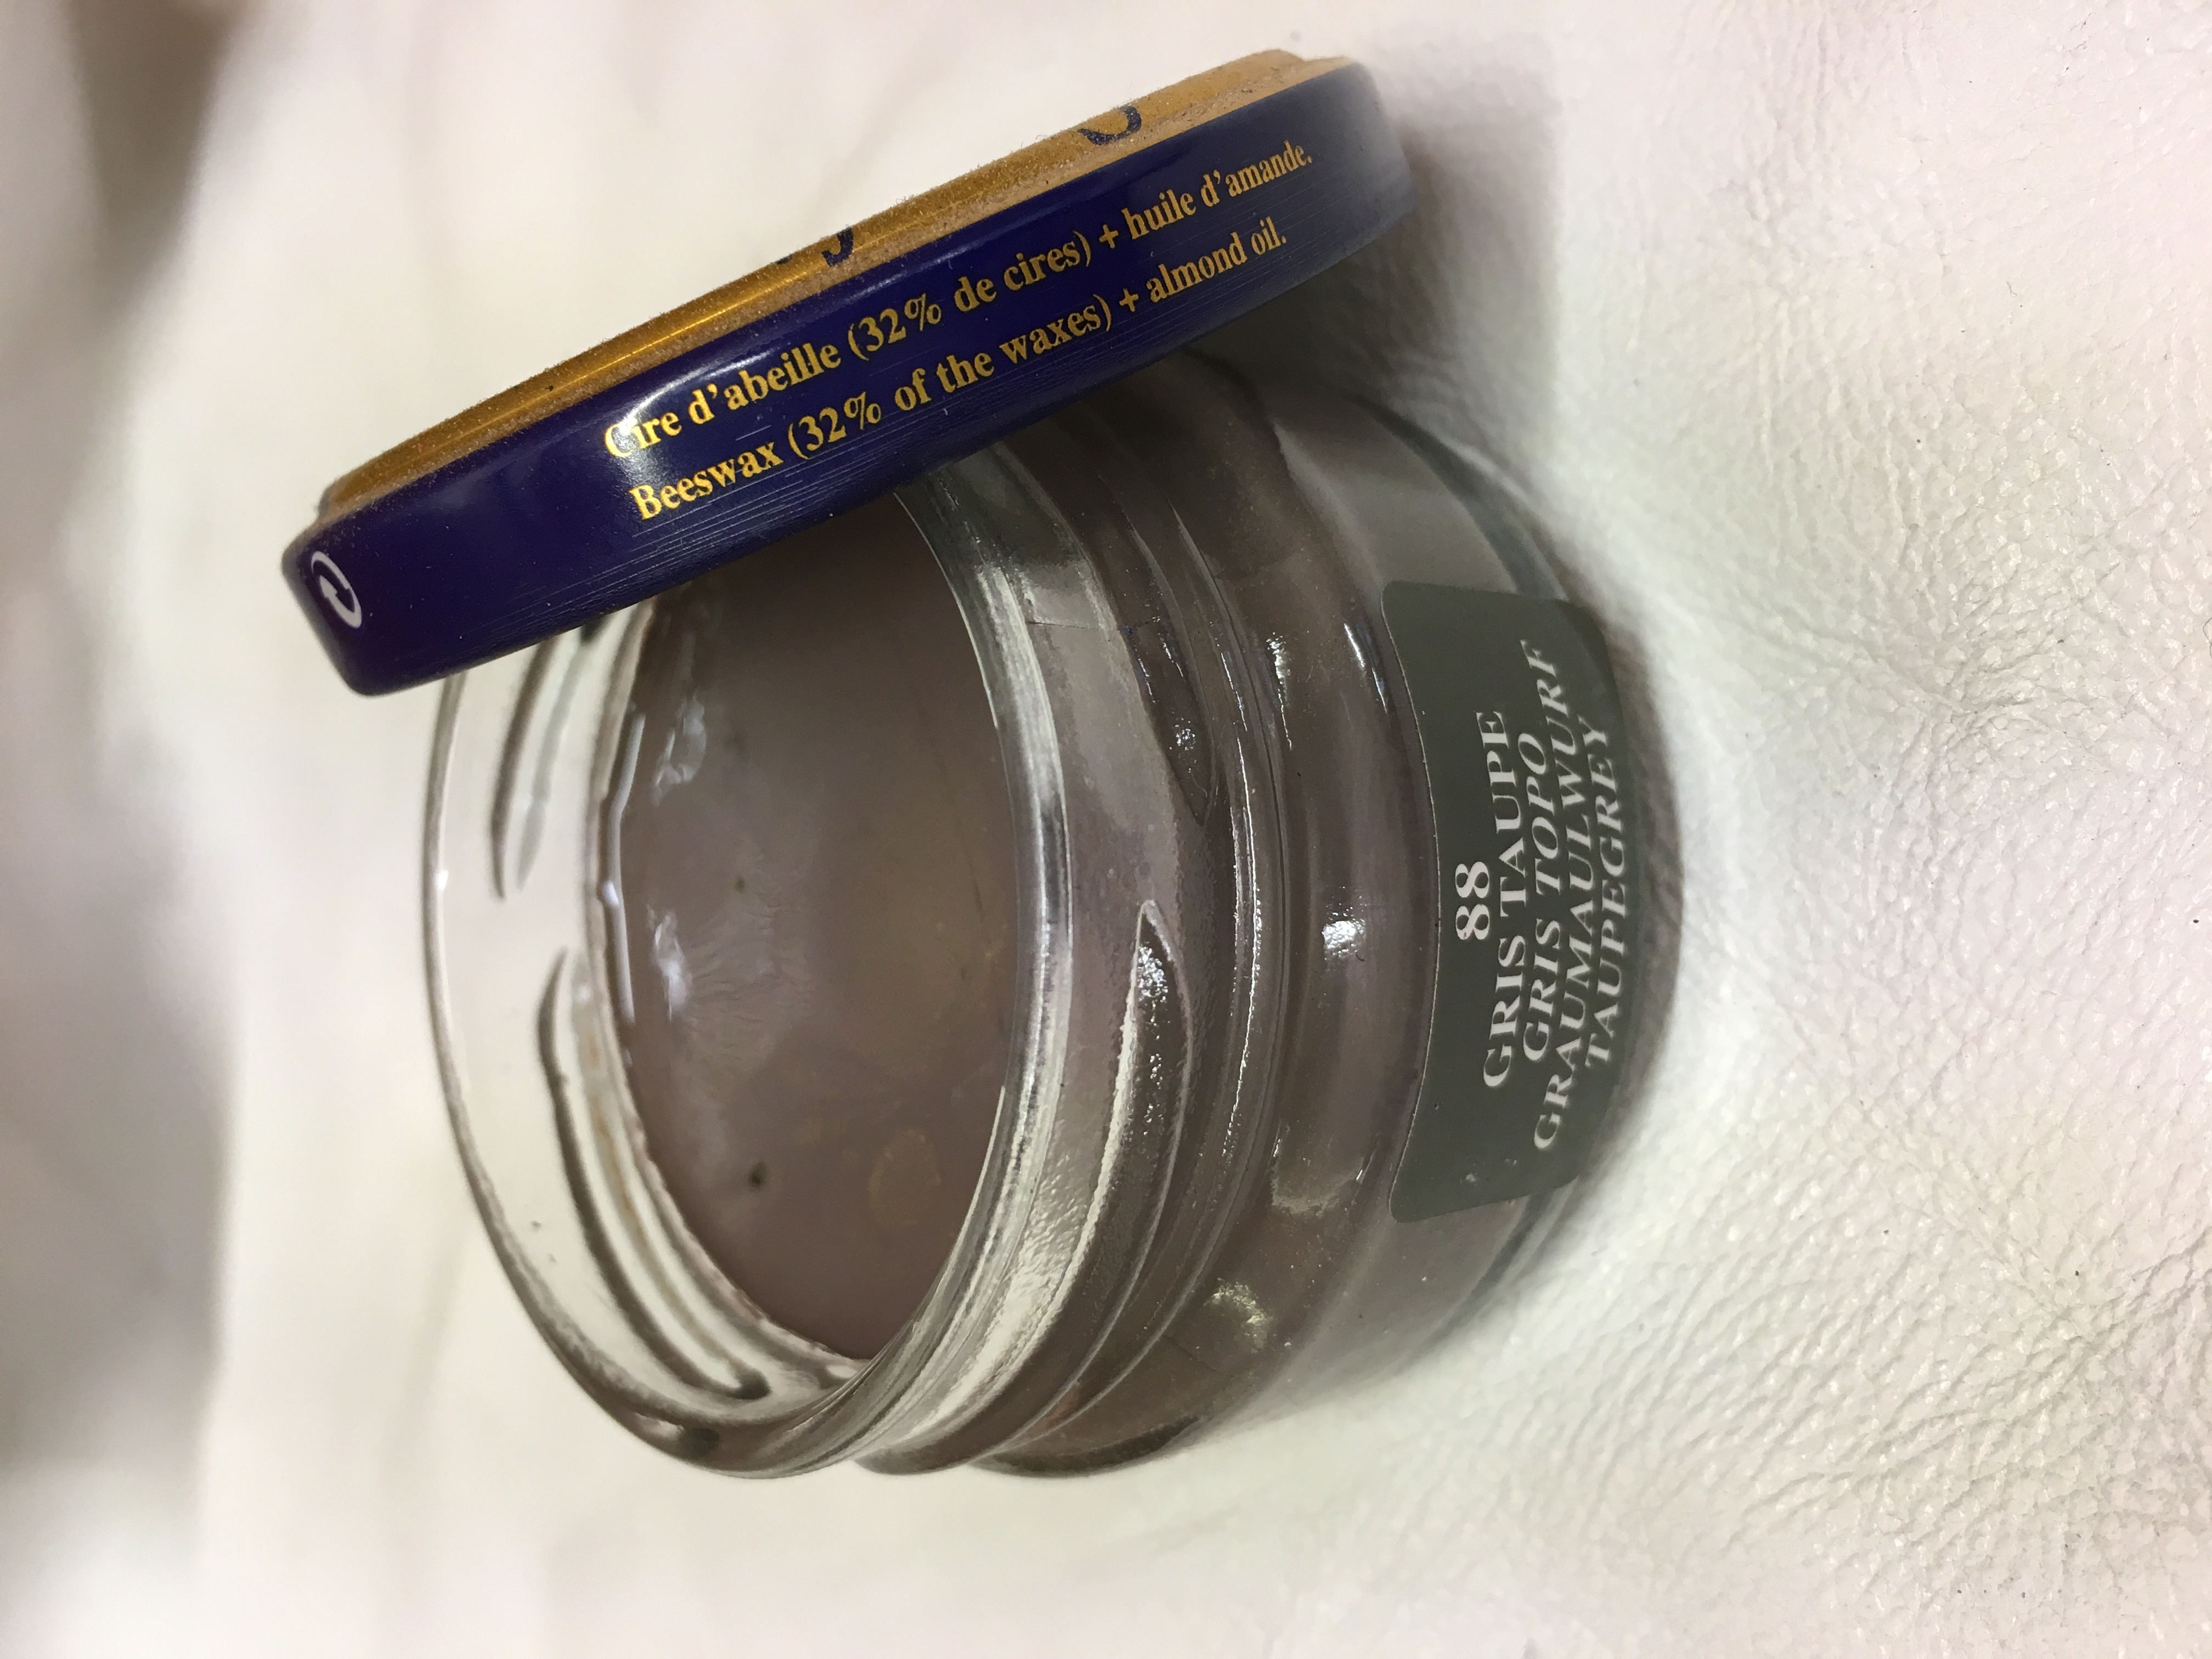 Cire d'abeille (32% de cires) + huile d'amande.
Beeswax (32% of the waxes) + almond oil.
88
GRIS TAUPE
GRIS TOPO
GRAUMAULWURF
TAUPEGREY